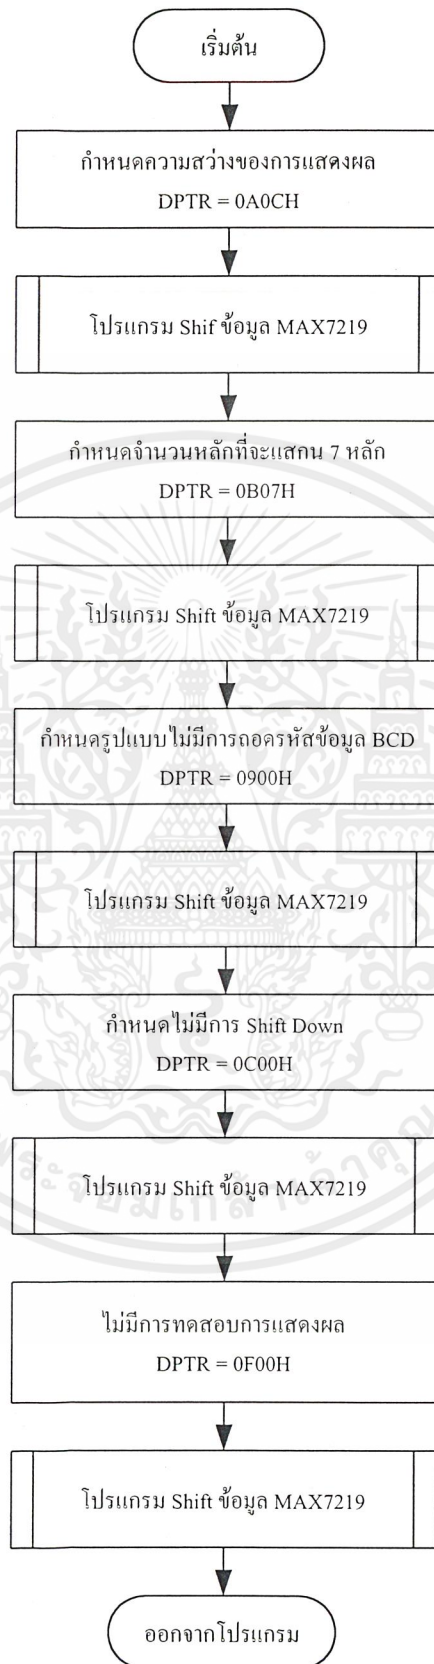 เริ่มต้น
กำหนดความสว่างของการแสดงผล
DPTR = 0A0CH
โปรแกรม Shif ข้อมูล MAX7219
กำหนดจำนวนหลักที่จะแสกน 7 หลัก
DPTR = 0B07H
โปรแกรม Shift ข้อมูล MAX7219
กำหนดรูปแบบไม่มีการถอดรหัสข้อมูล BCD
DPTR = 0900H
โปรแกรม Shift ข้อมูล MAX7219
กำหนดไม่มีการ Shift Down
DPTR = 0C00H
โปรแกรม Shift ข้อมูล MAX7219
ไม่มีการทดสอบการแสดงผล
DPTR = 0F00H
โปรแกรม Shift ข้อมูล MAX7219
ออกจากโปรแกรม